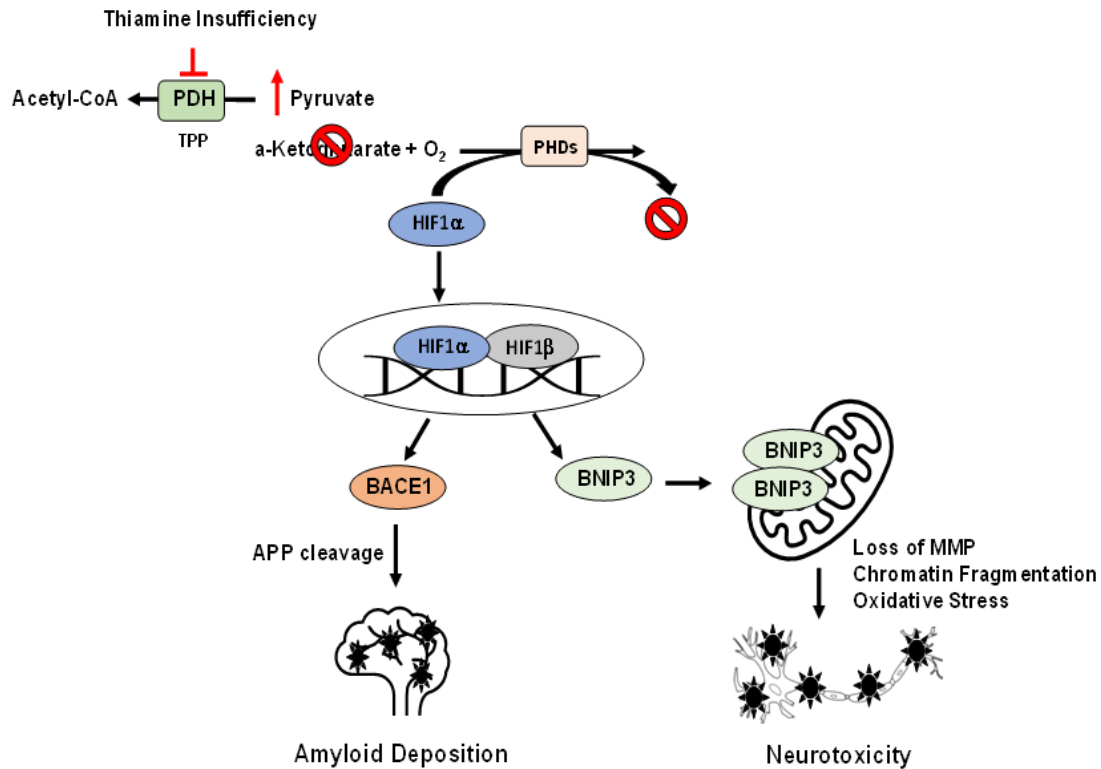 Thiamine Insufficiency
Acetyl-CoA
PDH
Pyruvate
TPP
+ O2
PHDs
HIF1α
HIF1α
HIF1β
BACE1
BNIP3
BNIP3
BNIP3
APP cleavage
Loss of MMP
Chromatin Fragmentation
Oxidative Stress
Amyloid Deposition
Neurotoxicity